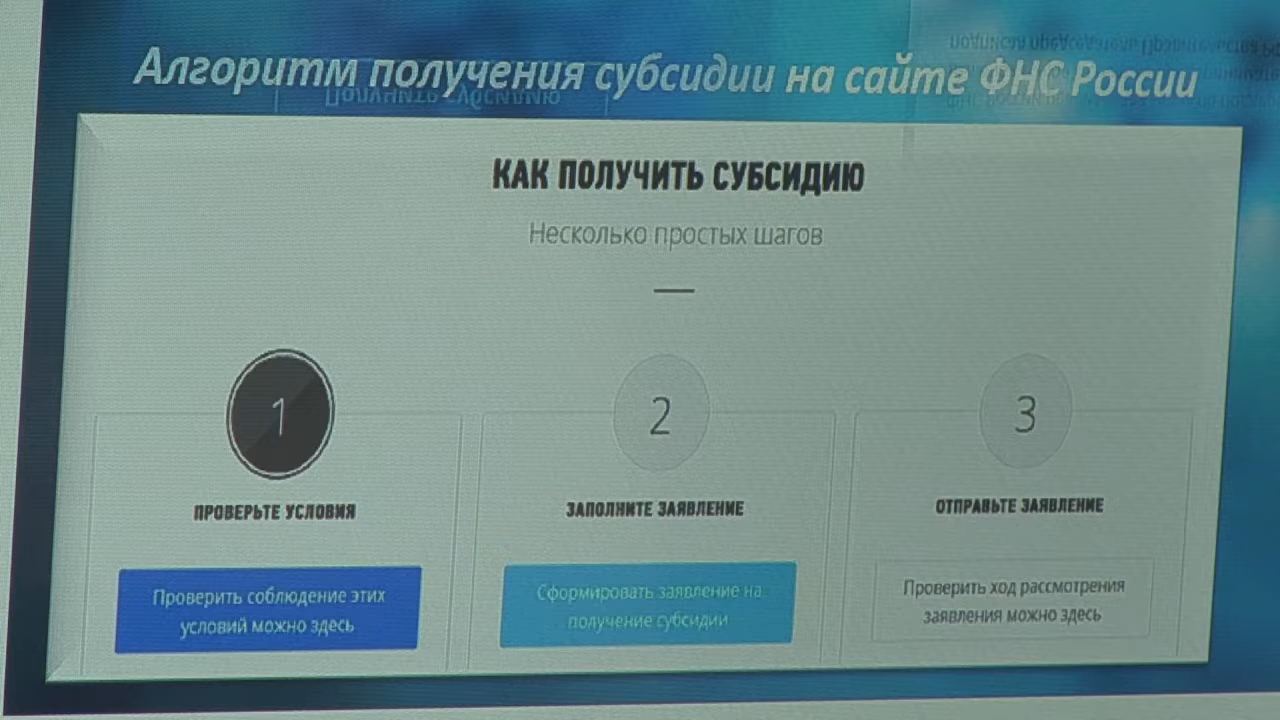 Алгоритм получения субсидии на сайте ФНС России
КАК ПОЛУЧИТЬ СУБСИДИЮ
Несколько простых шагов
1
2
3
ПРОВЕРЬТЕ УСЛОВИЯ
ЗАПОЛНИТЕ ЗАЯВЛЕНИЕ
ОТПРАВЬТЕ ЗАЯВЛЕНИЕ
Проверить соблюдение этих
условий можно здесь
Сформировать заявление на
получение субсидии
Проверить ход рассмотрения
заявления можно здесь